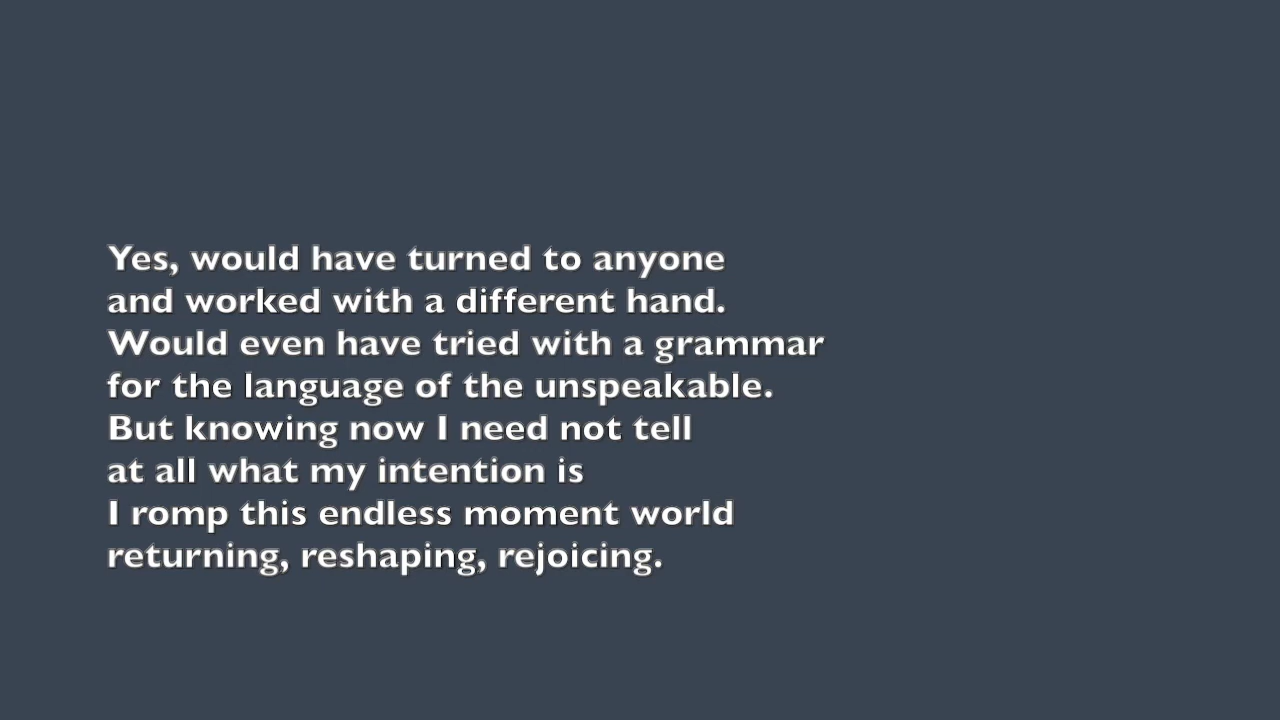 Yes, would have turned to anyone
and worked with a different hand.
Would even have tried with a grammar
for the language of the unspeakable.
But knowing now I need not tell
at all what my intention is
I romp this endless moment world
returning, reshaping, rejoicing.